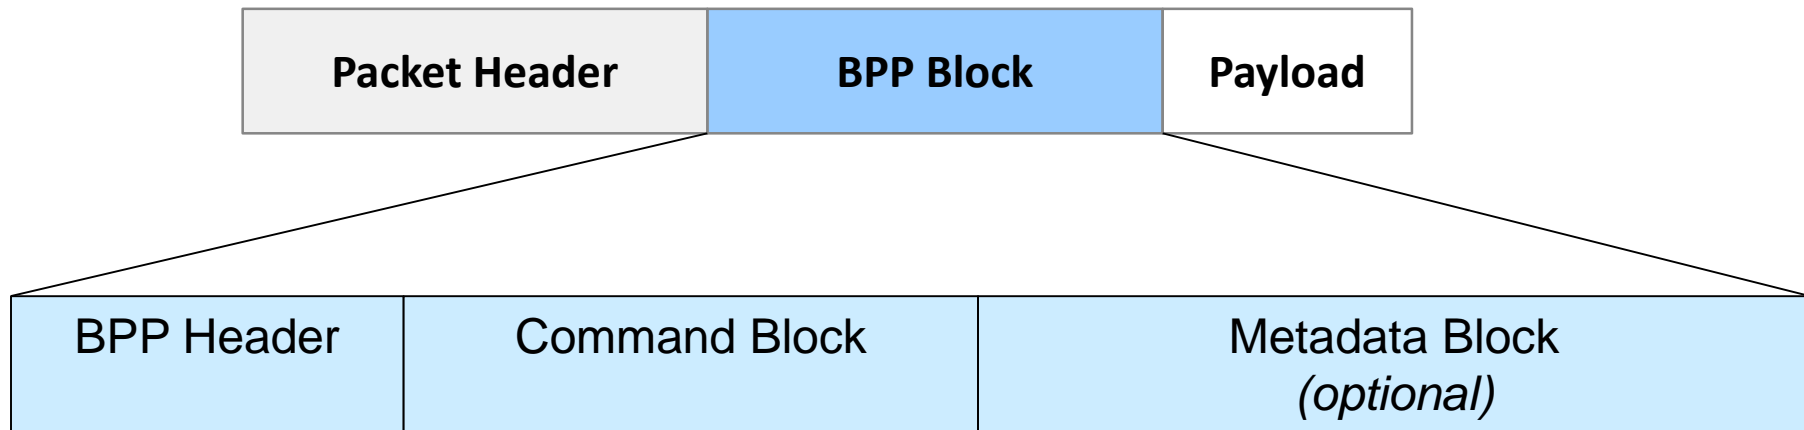 Packet Header
BPP Block
Payload
BPP Header
Command Block
Metadata Block
(optional)